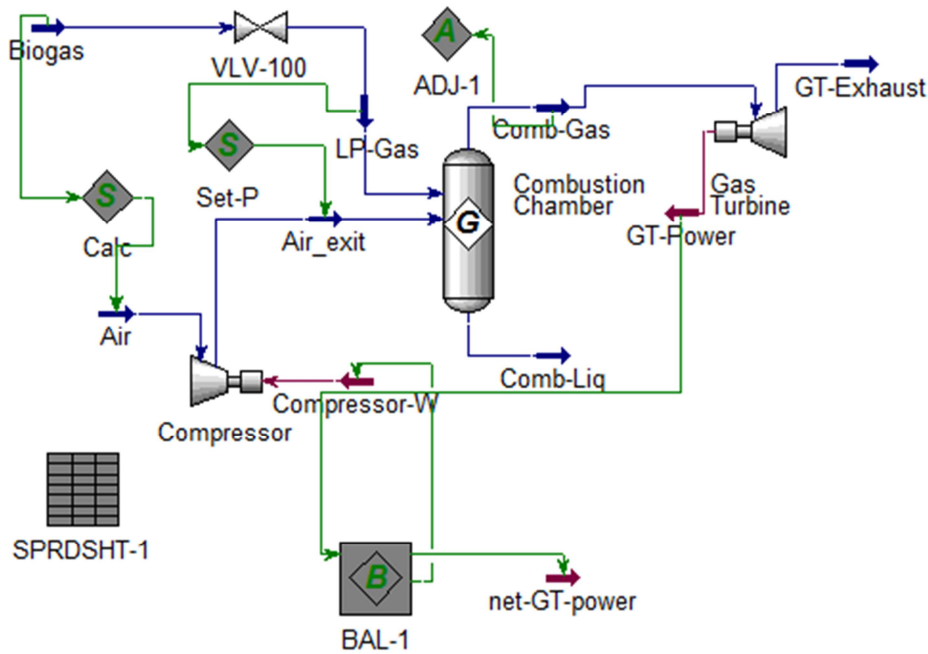 Biogas
VLV-100
A
ADJ-1
GT-Exhaust
S
Set-P
LP-Gas
Comb-Gas
Combustion
Chamber
Gas
Turbine
S
Calc
Air_exit
G
GT-Power
Air
Comb-Liq
Compressor-W
Compressor
SPRDSHT-1
B
BAL-1
net-GT-power